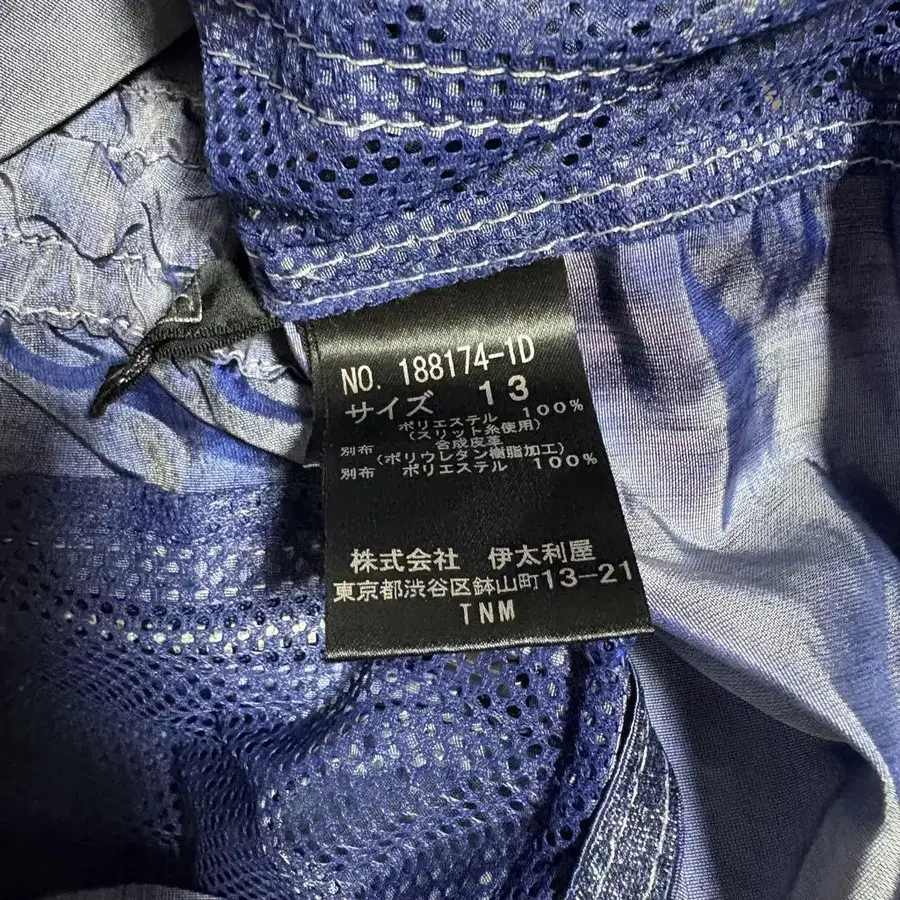 NO. 188174-1D
サイズ 13
ポリエステル 100%
(スリット糸使用)
別布 合成皮革
(ポリウレタン樹脂加工)
別布 ポリエステル 100%
株式会社 伊太利屋
東京都渋谷区鉢山町13-21
TNM